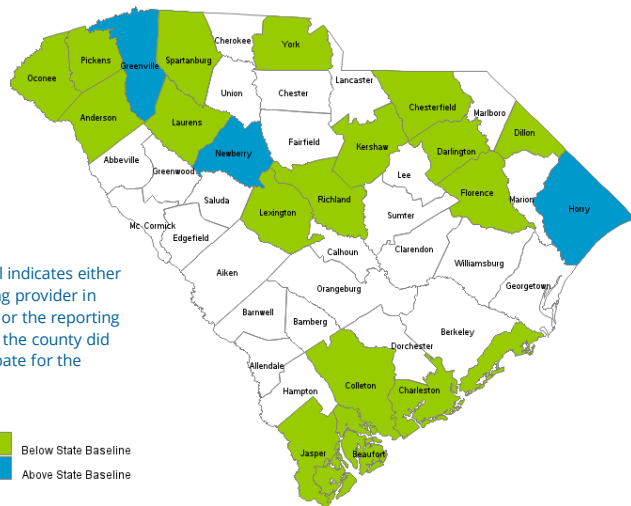 Cherokee
York
Pickens
Greenville
Spartanburg
Oconee
Lancaster
Union
Chester
Chesterfield
Marlboro
Anderson
Laurens
Dillon
Fairfield
Kershaw
Darlington
Newberry
Abbeville
Greenwood
Lee
Florence
Marion
Horry
Saluda
Richland
Lexington
Sumter
Mc Cormick
Edgefield
Calhoun
Clarendon
Williamsburg
Aiken
Georgetown
Orangeburg
Barnwell
Bamberg
Berkeley
Dorchester
Allendale
Colleton
Charleston
Hampton
Jasper
Beaufort
l indicates either
g provider in
or the reporting
the county did
pate for the
Below State Baseline
Above State Baseline